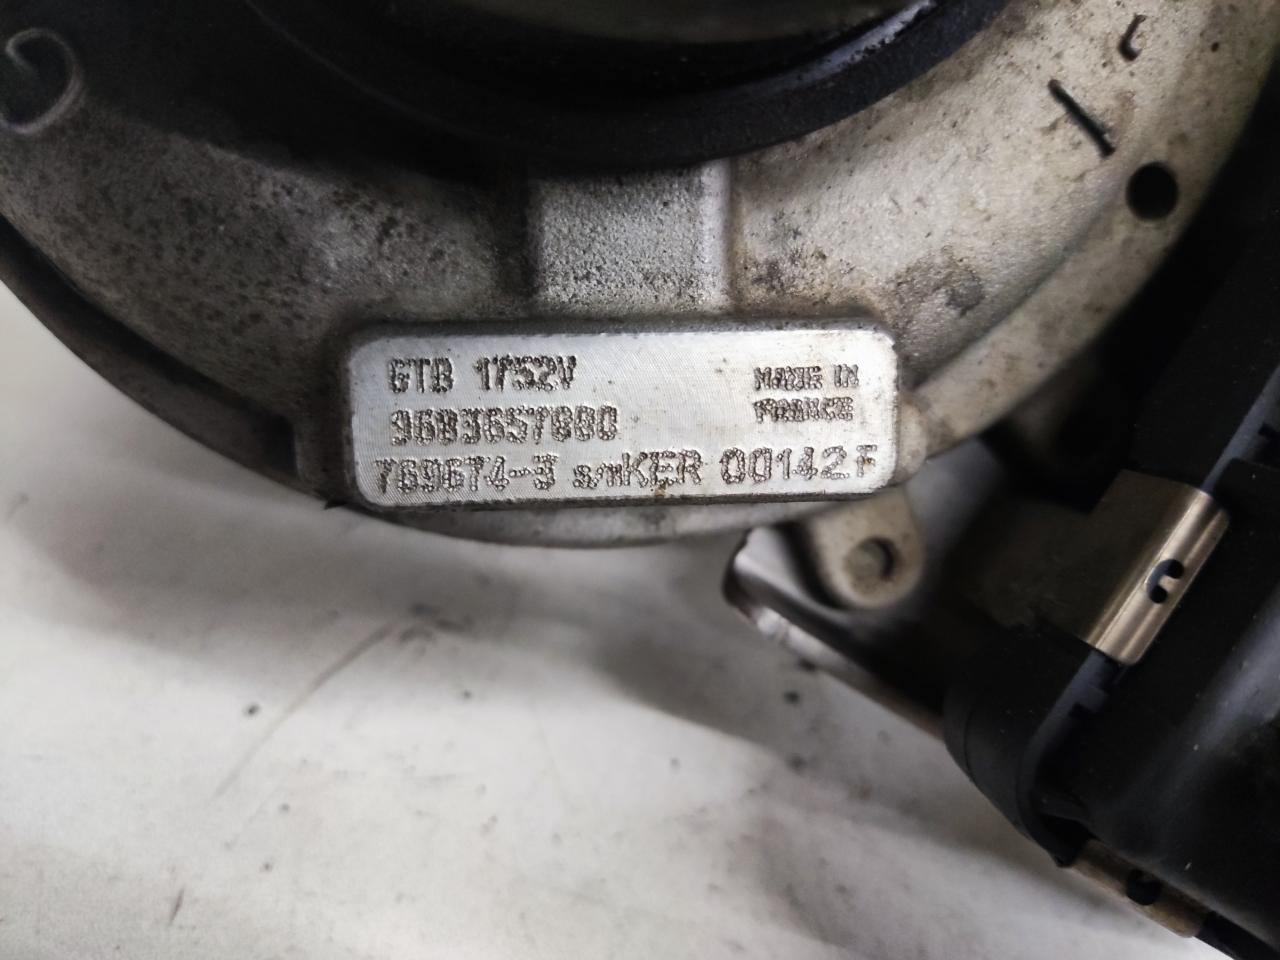 GTB 1752V
MADE IN
FRANCE
9683657880
769674-3 s/nKER 00142F